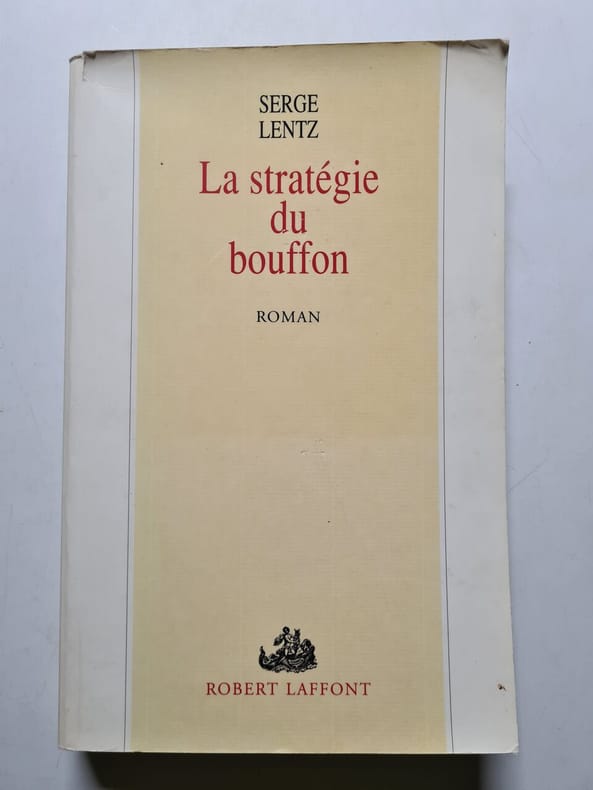 SERGE
LENTZ
La stratégie
du
bouffon
ROMAN
ROBERT LAFFONT